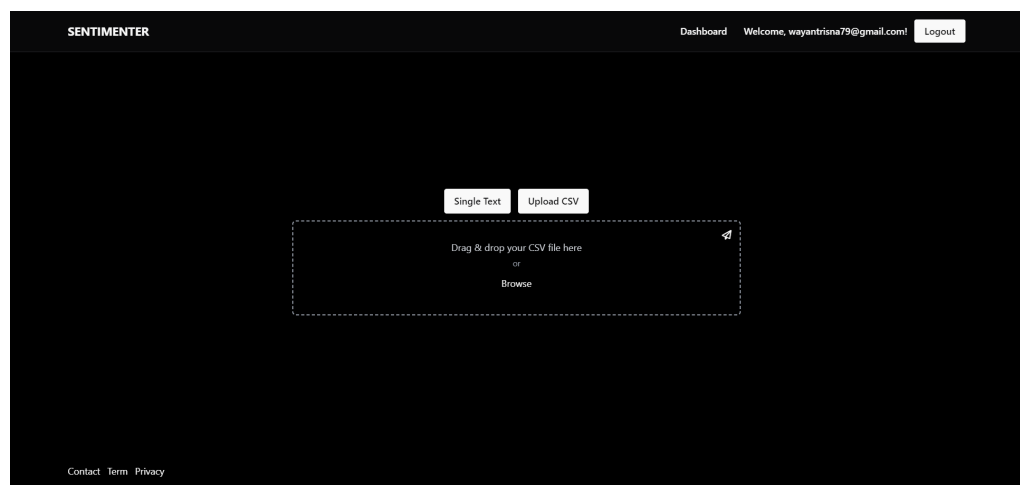 SENTIMENTER Dashboard Welcome, wayantrisna79@gmail.com! Logout
Single Text Upload CSV
Drag & drop your CSV file here
or
Browse
Contact Term Privacy